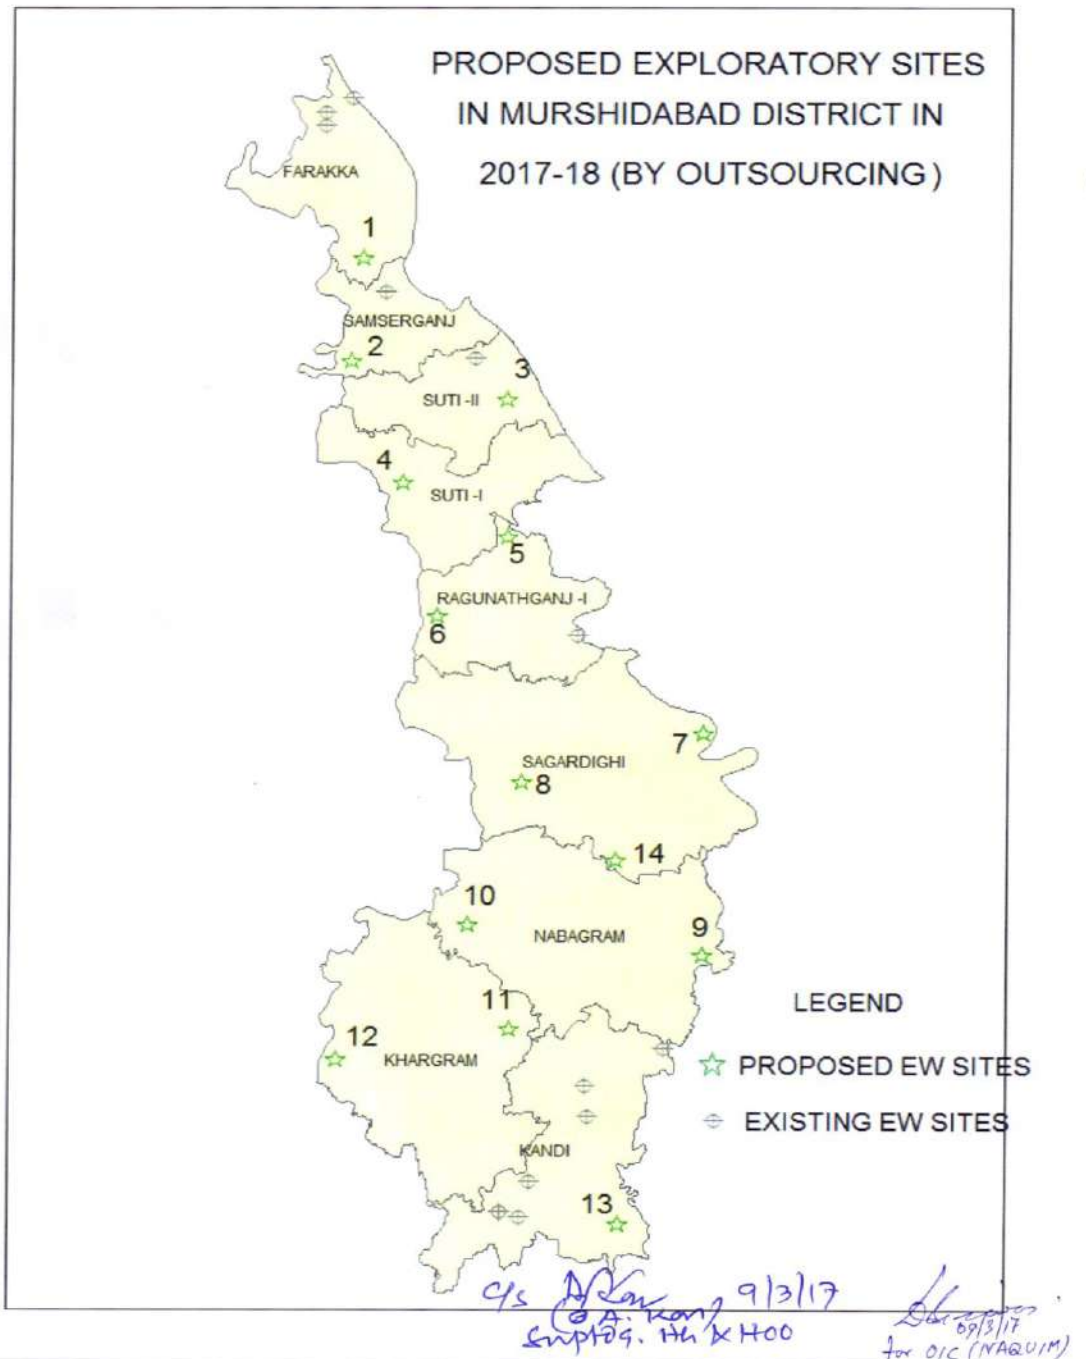 PROPOSED EXPLORATORY SITES
IN MURSHIDABAD DISTRICT IN
2017-18 (BY OUTSOURCING)
FARAKKA
1
SAMSERGANJ
2
3
SUTI -II
4
SUTI -I
5
RAGUNATHGANJ -I
6
7
SAGARDIGHI
8
14
10
9
NABAGRAM
LEGEND
11
12
KHARGRAM
PROPOSED EW SITES
EXISTING EW SITES
KANDI
13
C/s 9/3/17
Suptdg. HG & HOO
09/3/17
for OIC (NAQUIM)